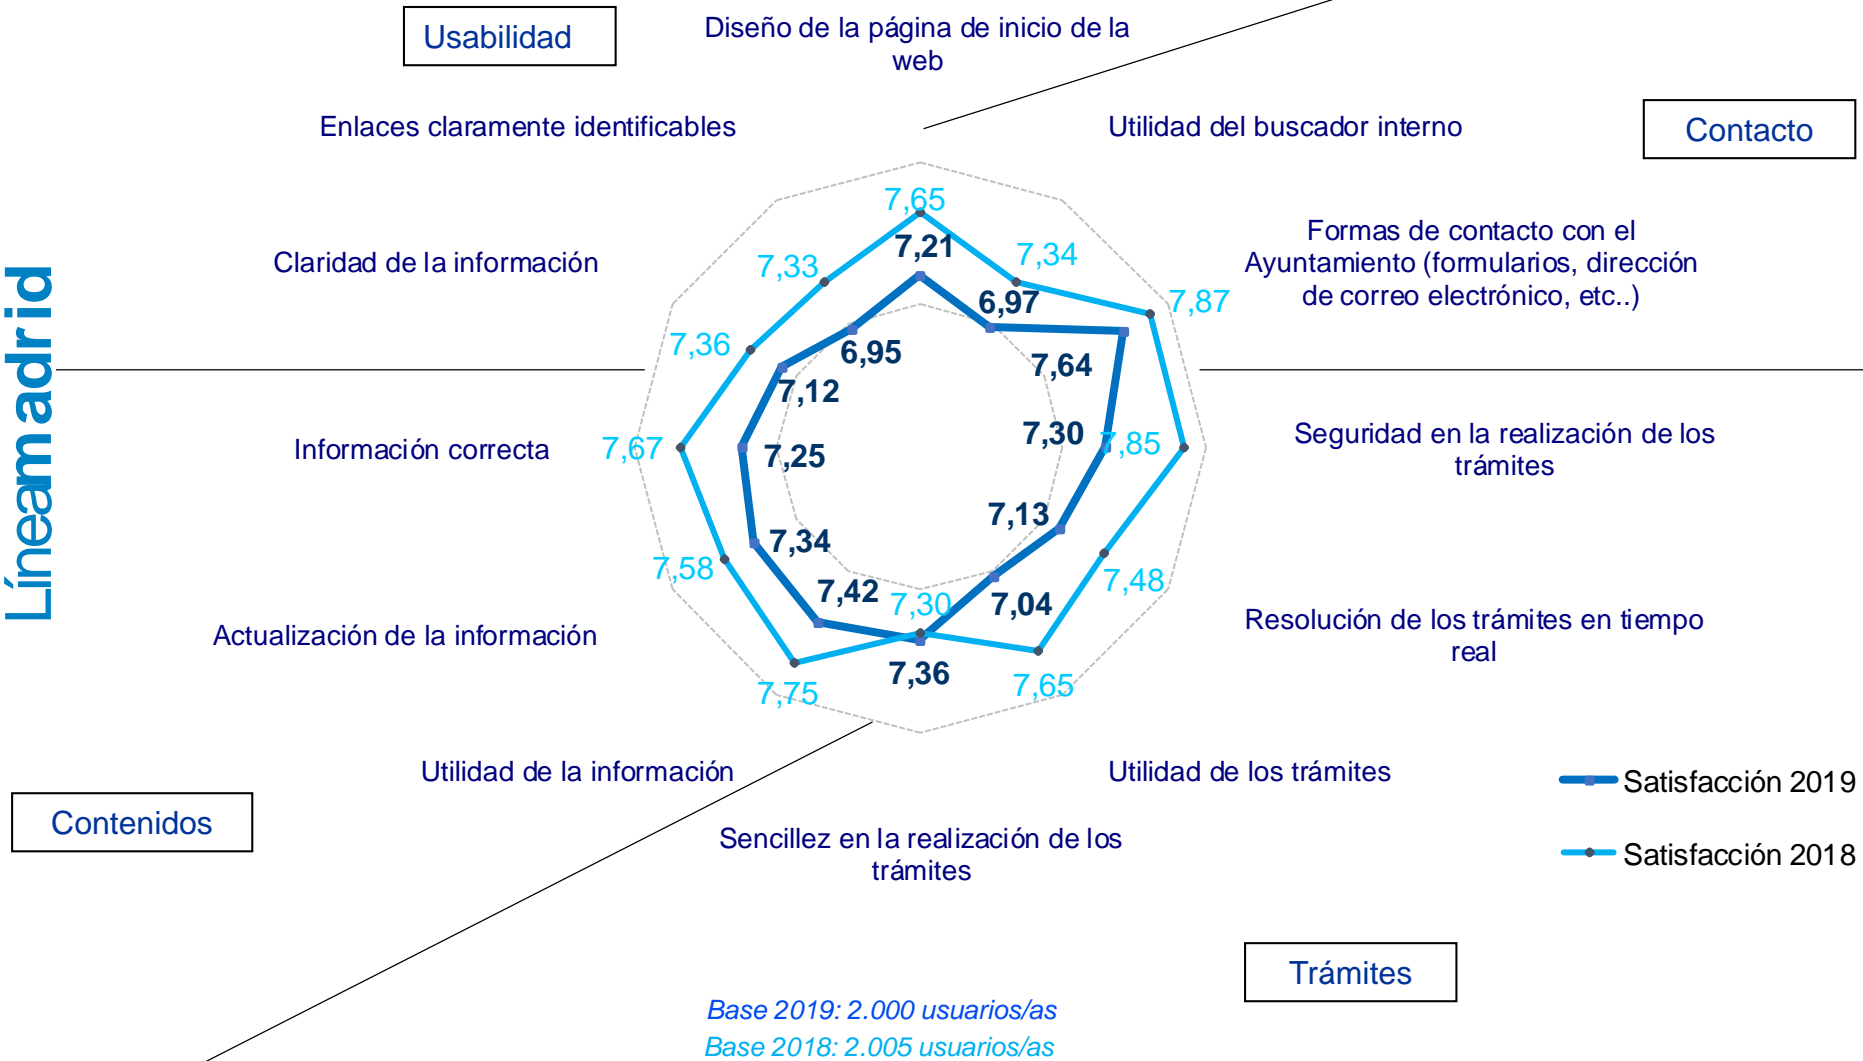 Usabilidad
Diseño de la página de inicio de la
web
Enlaces claramente identificables
Utilidad del buscador interno
Contacto
Claridad de la información
Formas de contacto con el
Ayuntamiento (formularios, dirección
de correo electrónico, etc..)
7,65
7,21
7,33
7,34
6,97
7,87
7,36
6,95
7,64
7,12
Líneamadrid
Información correcta
7,67
7,25
7,30
7,85
Seguridad en la realización de los
trámites
7,13
7,34
7,58
7,48
7,42
7,30
7,04
Actualización de la información
Resolución de los trámites en tiempo
real
7,36
7,75
7,65
Utilidad de la información
Utilidad de los trámites
Satisfacción 2019
Contenidos
Sencillez en la realización de los
trámites
Satisfacción 2018
Trámites
Base 2019: 2.000 usuarios/as
Base 2018: 2.005 usuarios/as